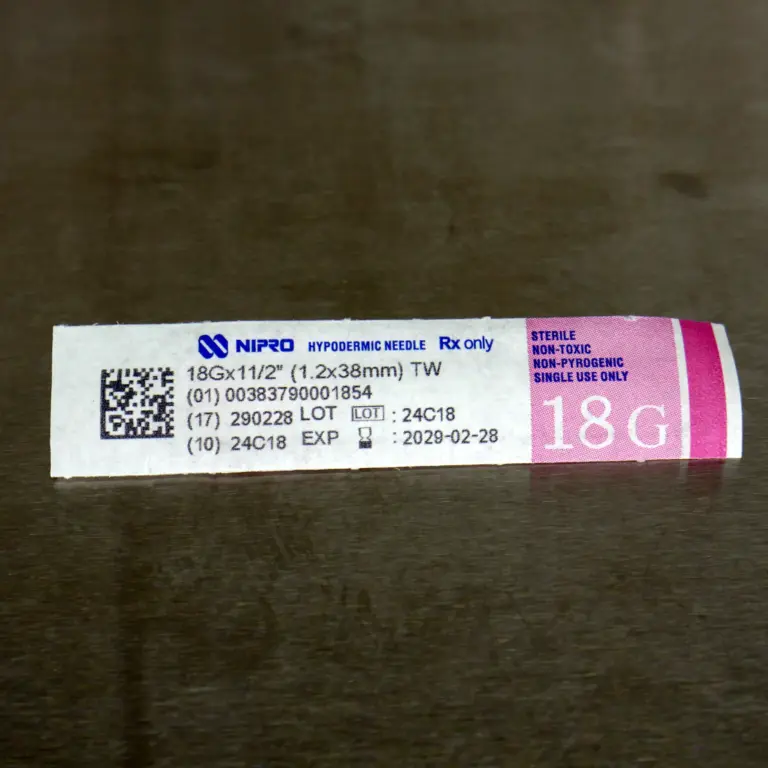 NIPRO HYPODERMIC NEEDLE Rx only
18Gx11/2" (1.2x38mm) TW
(01) 00383790001854
(17) 290228 LOT LOT : 24C18
(10) 24C18 EXP : 2029-02-28
STERILE
NON-TOXIC
NON-PYROGENIC
SINGLE USE ONLY
18G